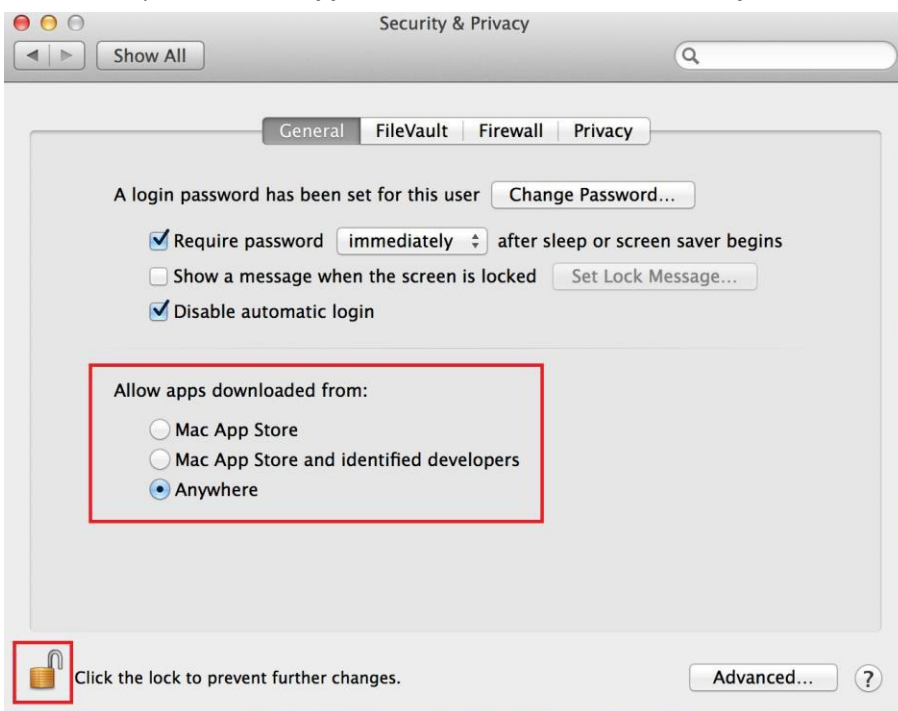 Security & Privacy
Show All
General FileVault Firewall Privacy
A login password has been set for this user Change Password...
Require password immediately after sleep or screen saver begins
Show a message when the screen is locked Set Lock Message...
Disable automatic login
Allow apps downloaded from:
Mac App Store
Mac App Store and identified developers
Anywhere
Click the lock to prevent further changes. Advanced... ?